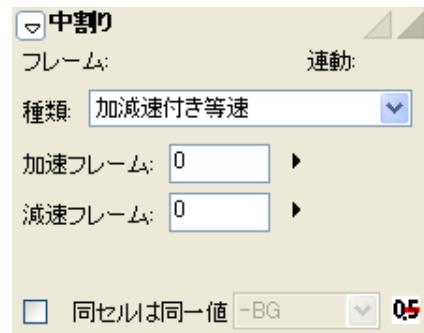 中割り
フレーム: 連動:
種類: 加減速付き等速
加速フレーム: 0
減速フレーム: 0
同セルは同一値 -BG 0.5